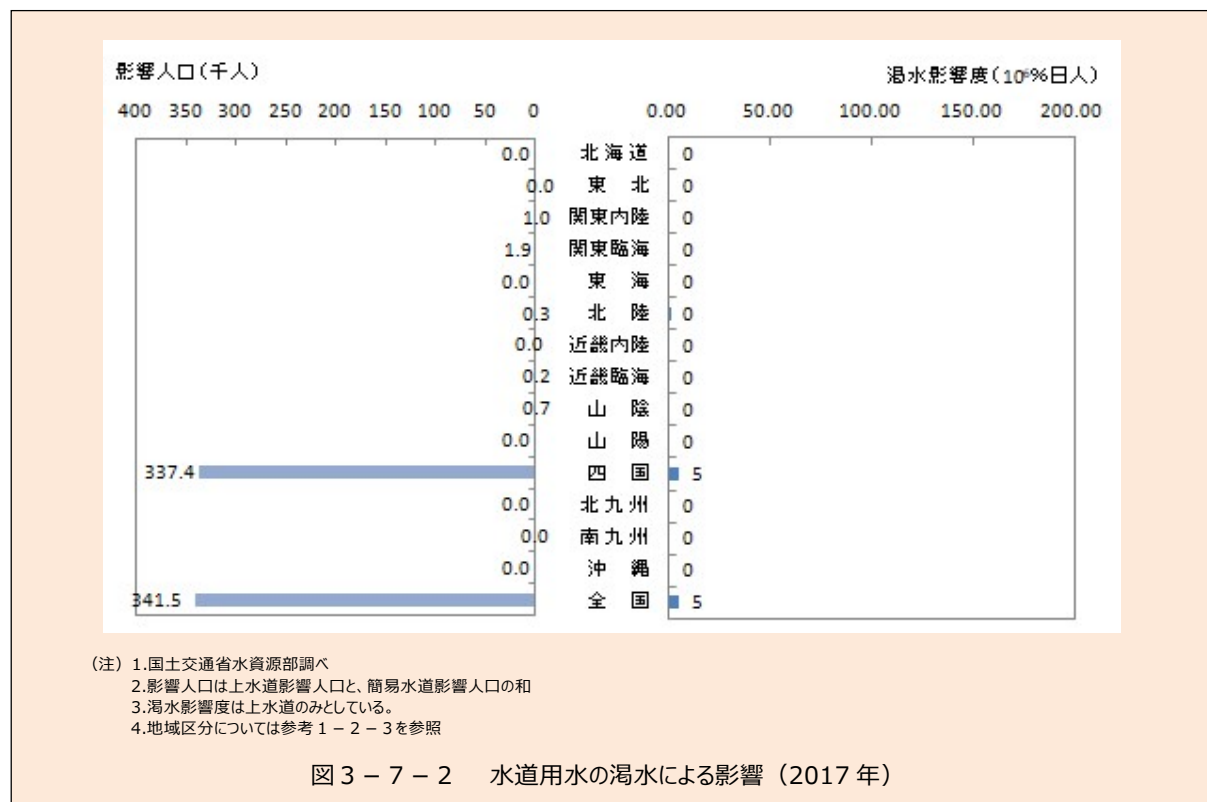 影響人口(千人)
渇水影響度(10⁶%日人)
400 350 300 250 200 150 100 50 0 0.00 50.00 100.00 150.00 200.00
0.0 北海道 0
0.0 東 北 0
1.0 関東内陸 0
1.9 関東臨海 0
0.0 東 海 0
0.3 北 陸 0
0.0 近畿内陸 0
0.2 近畿臨海 0
0.7 山 陰 0
0.0 山 陽 0
337.4 四 国 5
0.0 北九州 0
0.0 南九州 0
0.0 沖 縄 0
341.5 全 国 5
（注）1.国土交通省水資源部調べ
2.影響人口は上水道影響人口と、簡易水道影響人口の和
3.渇水影響度は上水道のみとしている。
4.地域区分については参考１－２－３を参照
図３－７－２ 水道用水の渇水による影響（2017 年）